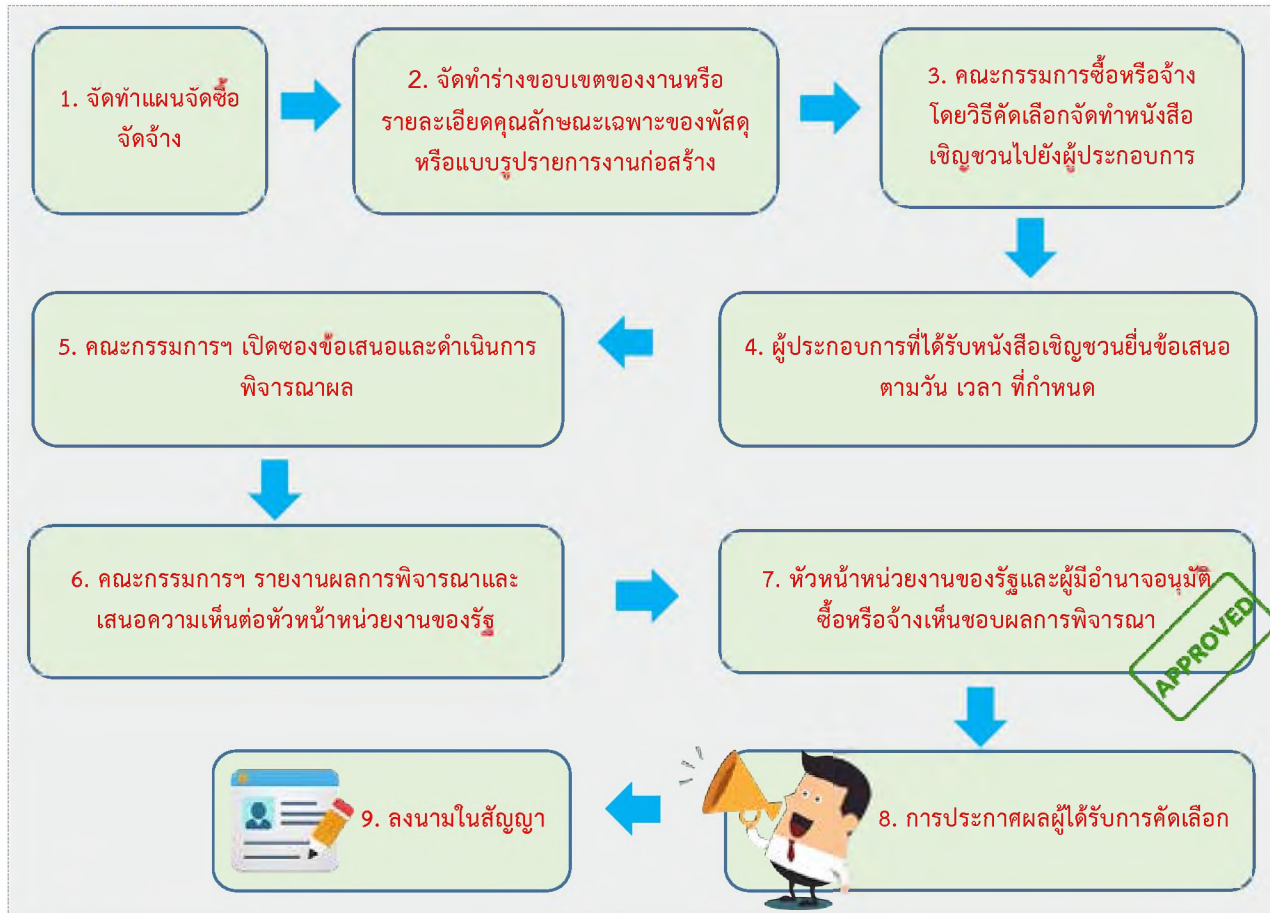 1. จัดทำแผนจัดซื้อ
จัดจ้าง
2. จัดทำร่างขอบเขตของงานหรือ
รายละเอียดคุณลักษณะเฉพาะของพัสดุ
หรือแบบรูปรายการงานก่อสร้าง
3. คณะกรรมการซื้อหรือจ้าง
โดยวิธีคัดเลือกจัดทำหนังสือ
เชิญชวนไปยังผู้ประกอบการ
4. ผู้ประกอบการที่ได้รับหนังสือเชิญชวนยื่นข้อเสนอ
ตามวัน เวลา ที่กำหนด
5. คณะกรรมการฯ เปิดซองข้อเสนอและดำเนินการ
พิจารณาผล
6. คณะกรรมการฯ รายงานผลการพิจารณาและ
เสนอความเห็นต่อหัวหน้าหน่วยงานของรัฐ
7. หัวหน้าหน่วยงานของรัฐและผู้มีอำนาจอนุมัติ
ซื้อหรือจ้างเห็นชอบผลการพิจารณา
APPROVED
8. การประกาศผลผู้ได้รับการคัดเลือก
9. ลงนามในสัญญา